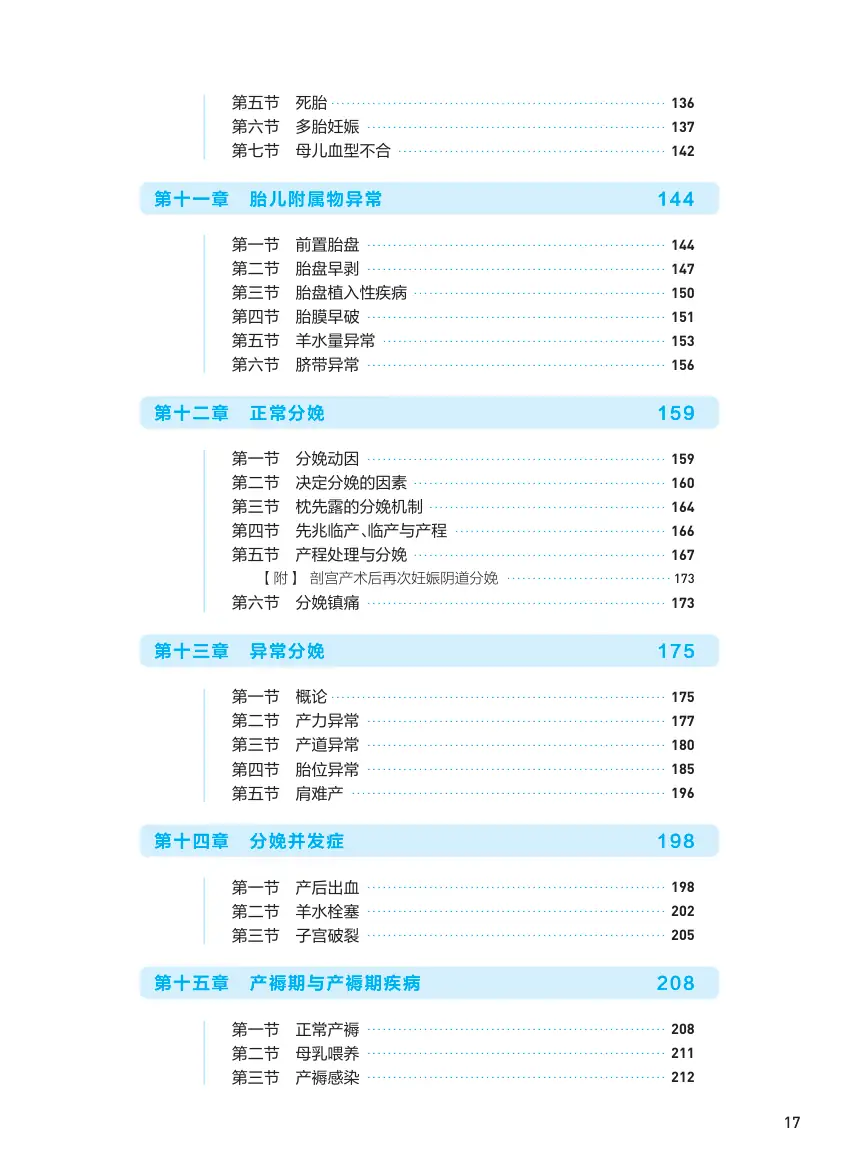 第五节 死胎 136
第六节 多胎妊娠 137
第七节 母儿血型不合 142
第十一章 胎儿附属物异常 144
第一节 前置胎盘 144
第二节 胎盘早剥 147
第三节 胎盘植入性疾病 150
第四节 胎膜早破 151
第五节 羊水量异常 153
第六节 脐带异常 156
第十二章 正常分娩 159
第一节 分娩动因 159
第二节 决定分娩的因素 160
第三节 枕先露的分娩机制 164
第四节 先兆临产、临产与产程 166
第五节 产程处理与分娩 167
【附】 剖宫产术后再次妊娠阴道分娩 173
第六节 分娩镇痛 173
第十三章 异常分娩 175
第一节 概论 175
第二节 产力异常 177
第三节 产道异常 180
第四节 胎位异常 185
第五节 肩难产 196
第十四章 分娩并发症 198
第一节 产后出血 198
第二节 羊水栓塞 202
第三节 子宫破裂 205
第十五章 产褥期与产褥期疾病 208
第一节 正常产褥 208
第二节 母乳喂养 211
第三节 产褥感染 212
17